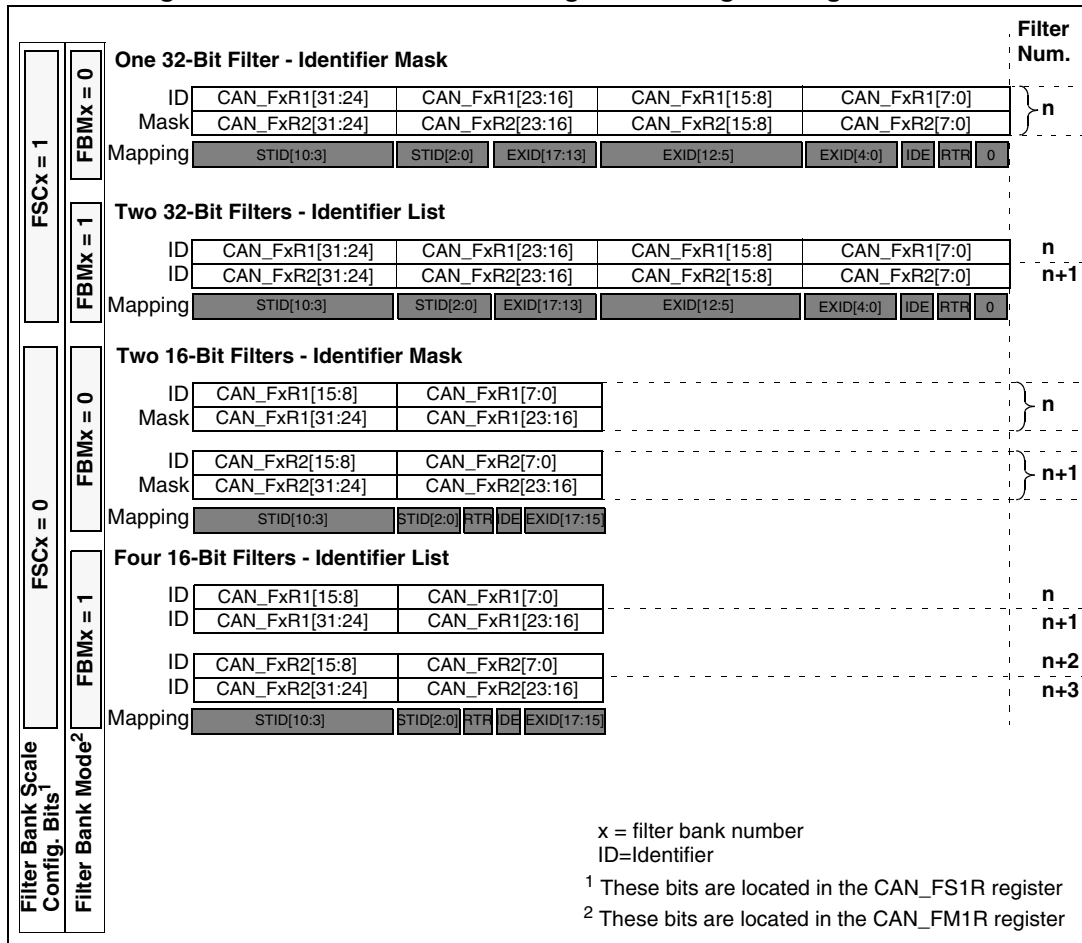 Filter
Num.
One 32-Bit Filter - Identifier Mask
FSCx = 1
FBMx = 0
ID CAN_FxR1[31:24] CAN_FxR1[23:16] CAN_FxR1[15:8] CAN_FxR1[7:0]
Mask CAN_FxR2[31:24] CAN_FxR2[23:16] CAN_FxR2[15:8] CAN_FxR2[7:0]
n
Mapping STID[10:3] STID[2:0] EXID[17:13] EXID[12:5] EXID[4:0] IDE RTR 0
FBMx = 1
Two 32-Bit Filters - Identifier List
ID CAN_FxR1[31:24] CAN_FxR1[23:16] CAN_FxR1[15:8] CAN_FxR1[7:0] n
ID CAN_FxR2[31:24] CAN_FxR2[23:16] CAN_FxR2[15:8] CAN_FxR2[7:0] n+1
Mapping STID[10:3] STID[2:0] EXID[17:13] EXID[12:5] EXID[4:0] IDE RTR 0
FSCx = 0
FBMx = 0
Two 16-Bit Filters - Identifier Mask
ID CAN_FxR1[15:8] CAN_FxR1[7:0]
Mask CAN_FxR1[31:24] CAN_FxR1[23:16]
n
ID CAN_FxR2[15:8] CAN_FxR2[7:0]
Mask CAN_FxR2[31:24] CAN_FxR2[23:16]
n+1
Mapping STID[10:3] STID[2:0] RTR IDE EXID[17:15]
FBMx = 1
Four 16-Bit Filters - Identifier List
ID CAN_FxR1[15:8] CAN_FxR1[7:0] n
ID CAN_FxR1[31:24] CAN_FxR1[23:16] n+1
ID CAN_FxR2[15:8] CAN_FxR2[7:0] n+2
ID CAN_FxR2[31:24] CAN_FxR2[23:16] n+3
Mapping STID[10:3] STID[2:0] RTR IDE EXID[17:15]
Filter Bank Scale
Config. Bits1
Filter Bank Mode2
x = filter bank number
ID=Identifier
1 These bits are located in the CAN_FS1R register
2 These bits are located in the CAN_FM1R register